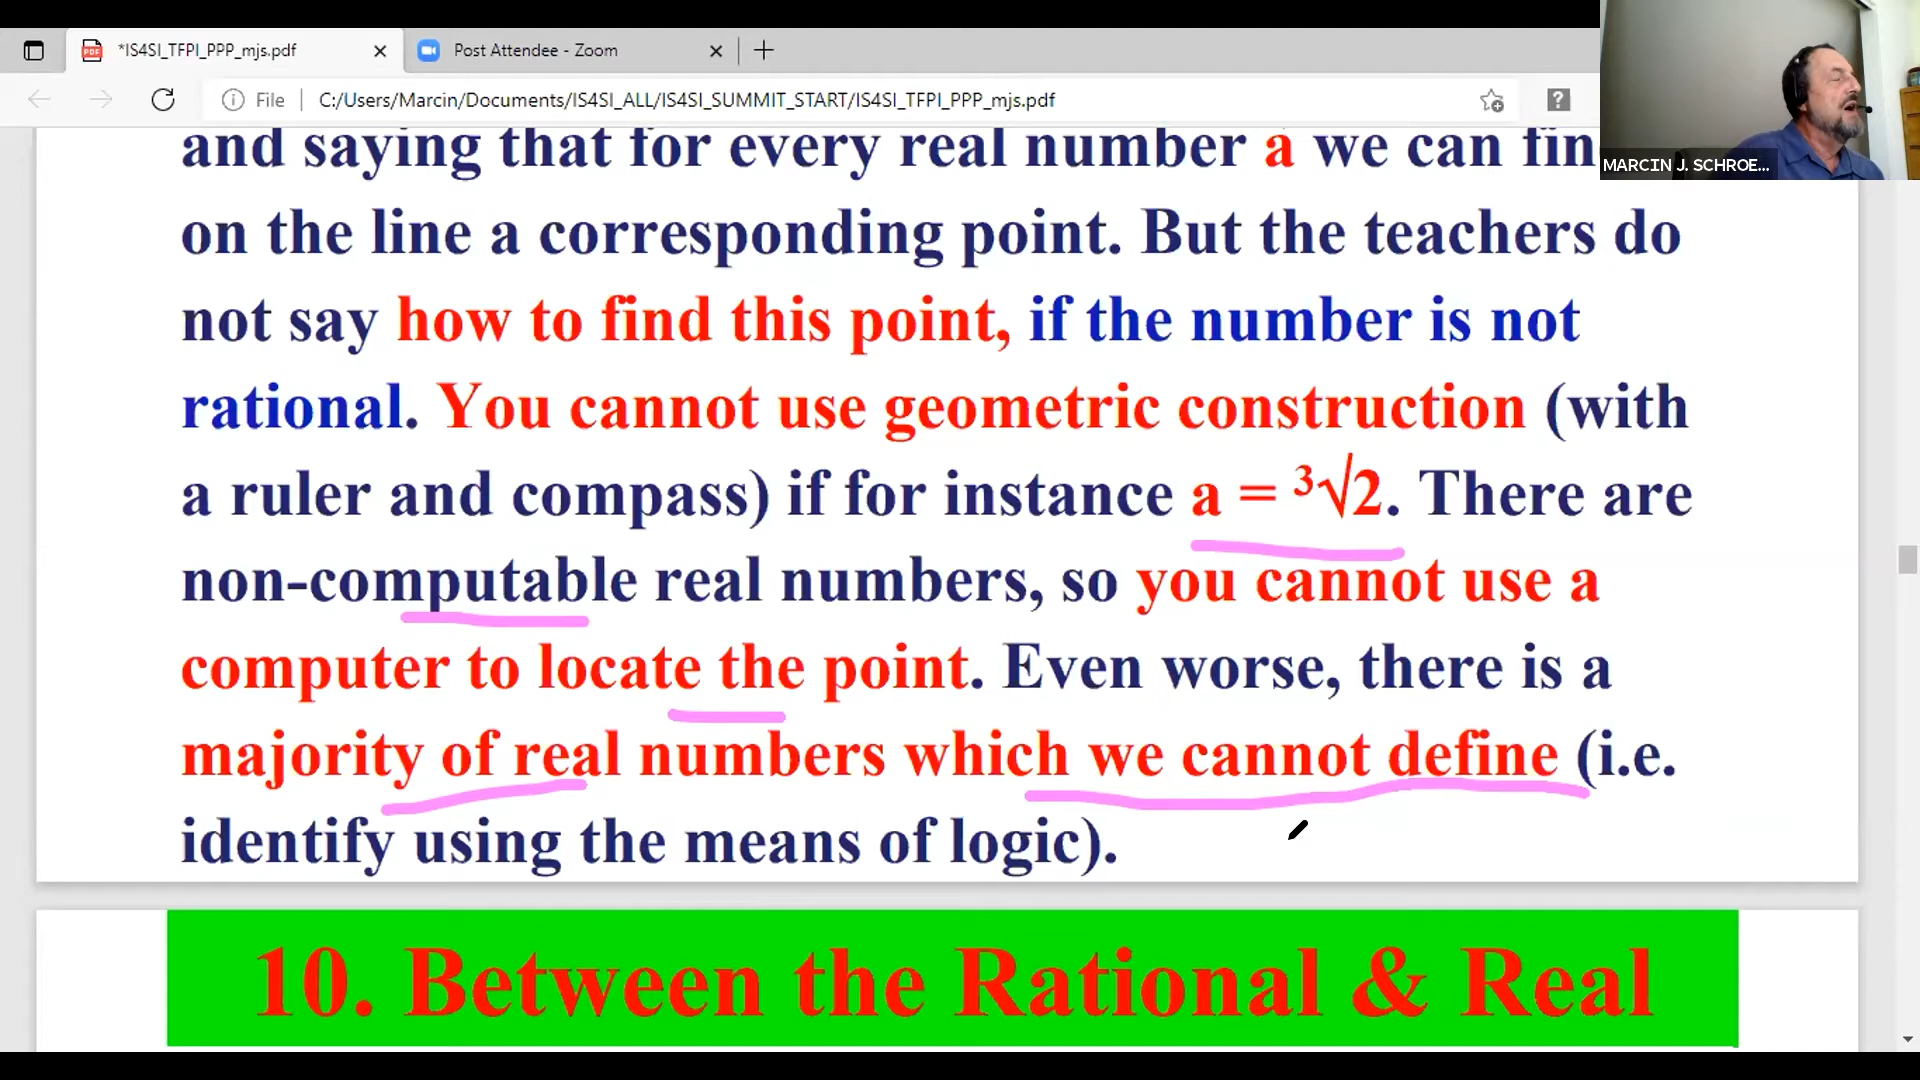 *IS4SI_TFPI_PPP_mjs.pdf
Post Attendee - Zoom
File
C:/Users/Marcin/Documents/IS4SI_ALL/IS4SI_SUMMIT_START/IS4SI_TFPI_PPP_mjs.pdf
MARCIN J. SCHROE...
and saying that for every real number a we can fin
on the line a corresponding point. But the teachers do
not say how to find this point, if the number is not
rational. You cannot use geometric construction (with
a ruler and compass) if for instance a = ³√2. There are
non-computable real numbers, so you cannot use a
computer to locate the point. Even worse, there is a
majority of real numbers which we cannot define (i.e.
identify using the means of logic).
10. Between the Rational & Real